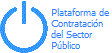 Plataforma de
Contratación
del Sector
Público